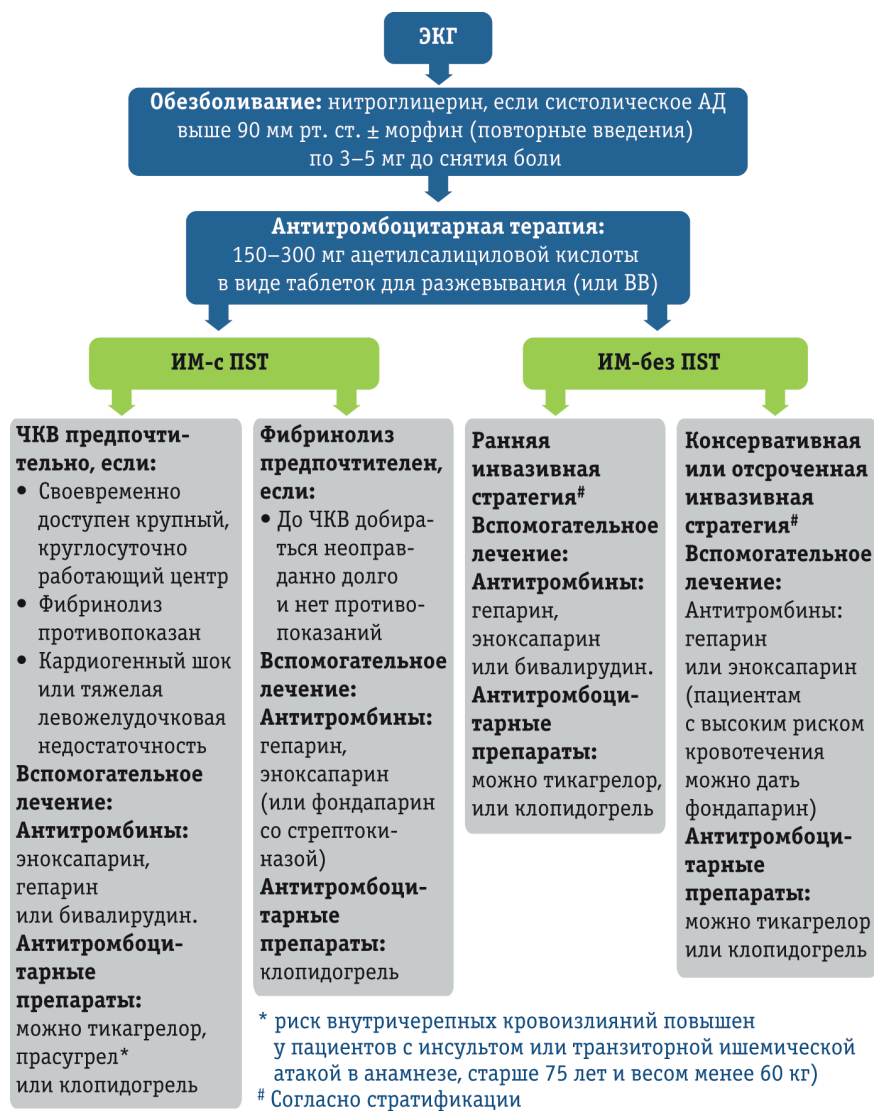 ЭКГ
Обезболивание: нитроглицерин, если систолическое АД
выше 90 мм рт. ст. ± морфин (повторные введения)
по 3–5 мг до снятия боли
Антитромбоцитарная терапия:
150–300 мг ацетилсалициловой кислоты
в виде таблеток для разжевывания (или ВВ)
ИМ-с ПST
ИМ-без ПST
ЧКВ предпочти-
тельно, если:
• Своевременно
доступен крупный,
круглосуточно
работающий центр
• Фибринолиз
противопоказан
• Кардиогенный шок
или тяжелая
левожелудочковая
недостаточность
Вспомогательное
лечение:
Антитромбины:
эноксапарин,
гепарин
или бивалирудин.
Антитромбоци-
тарные
препараты:
можно тикагрелор,
прасугрел*
или клопидогрель
Фибринолиз
предпочтителен,
если:
• До ЧКВ добира-
ться неоправ-
данно долго
и нет противо-
показаний
Вспомогательное
лечение:
Антитромбины:
гепарин,
эноксапарин
(или фондапарин
со стрептоки-
назой)
Антитромбоци-
тарные
препараты:
клопидогрель
Ранняя
инвазивная
стратегия#
Вспомогательное
лечение:
Антитромбины:
гепарин,
эноксапарин
или бивалирудин.
Антитромбоци-
тарные
препараты:
можно тикагрелор,
или клопидогрель
Консервативная
или отсроченная
инвазивная
стратегия#
Вспомогательное
лечение:
Антитромбины:
гепарин
или эноксапарин
(пациентам
с высоким риском
кровотечения
можно дать
фондапарин)
Антитромбоци-
тарные
препараты:
можно тикагрелор
или клопидогрель
* риск внутричерепных кровоизлияний повышен
у пациентов с инсультом или транзиторной ишемической
атакой в анамнезе, старше 75 лет и весом менее 60 кг)
# Согласно стратификации